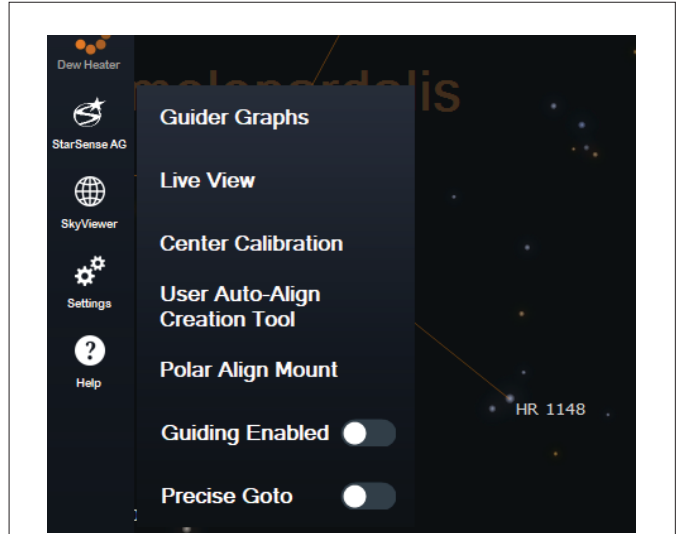 Dew Heater
StarSense AG
SkyViewer
Settings
Help
Guider Graphs
Live View
Center Calibration
User Auto-Align
Creation Tool
Polar Align Mount
Guiding Enabled
Precise Goto
melopardalis
HR 1148